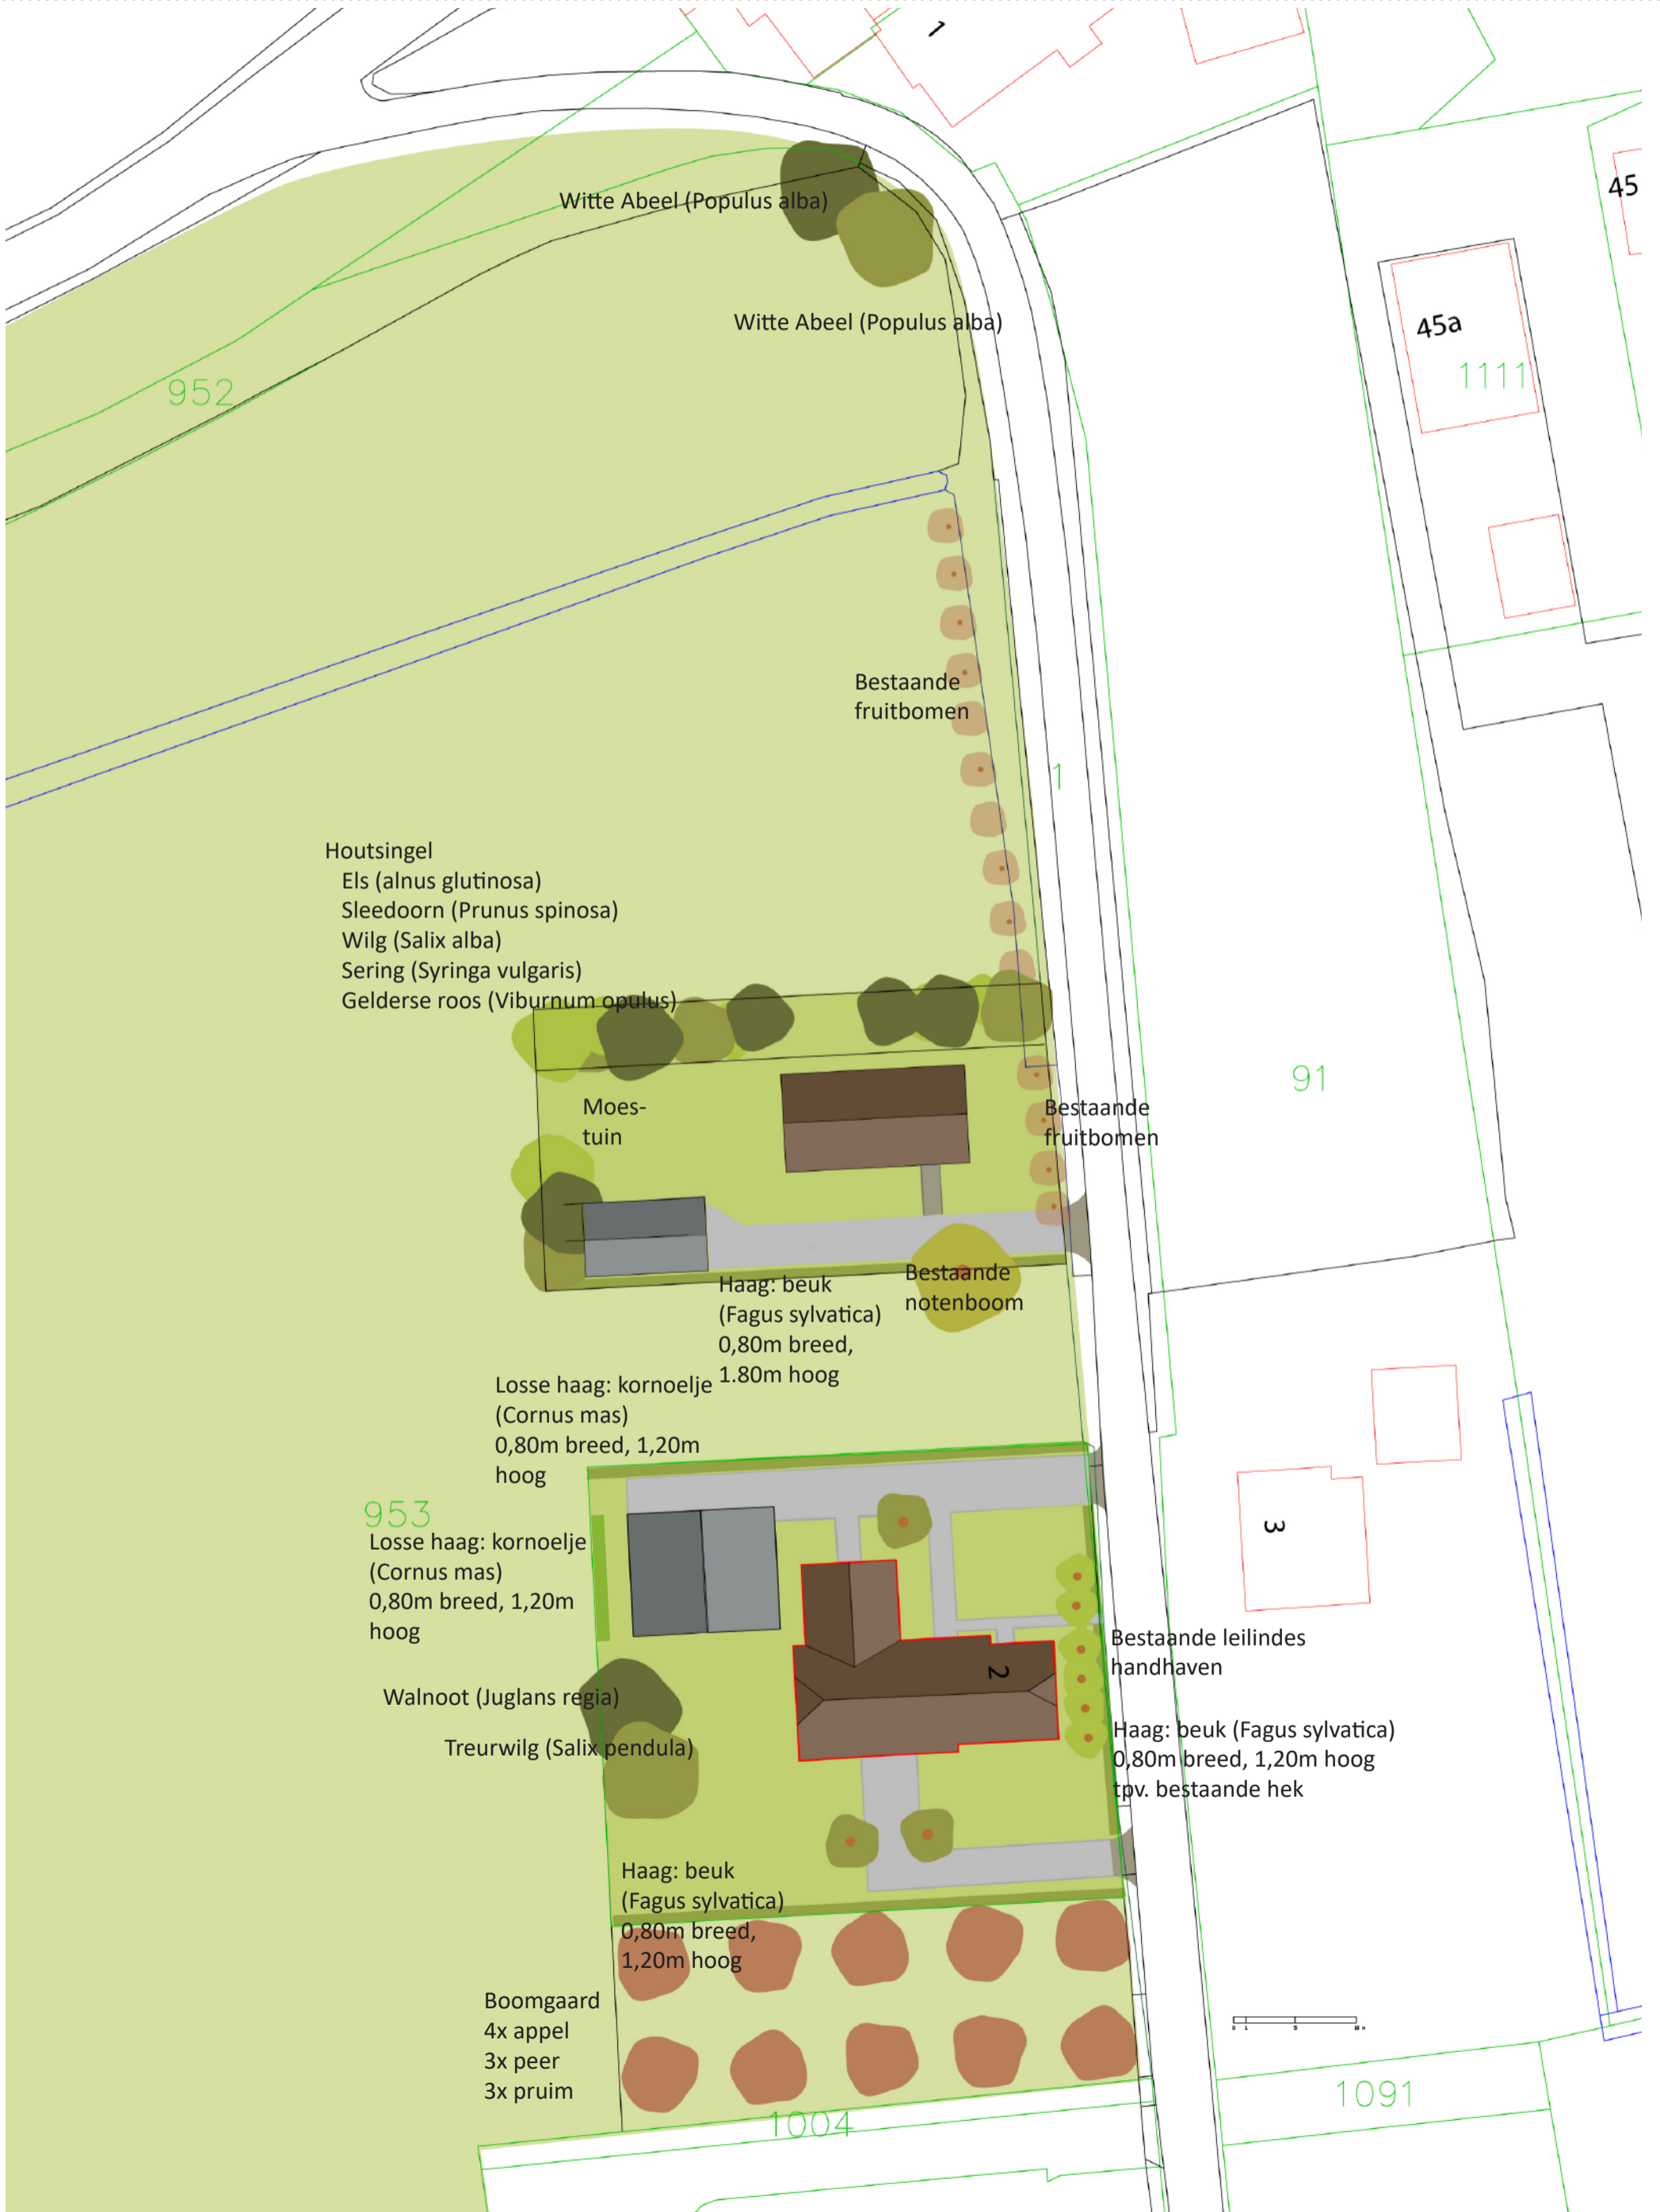 1
Witte Abeel (Populus alba)
45
Witte Abeel (Populus alba)
45a
1111
952
Bestaande
fruitbomen
1
Houtsingel
Els (alnus glutinosa)
Sleedoorn (Prunus spinosa)
Wilg (Salix alba)
Sering (Syringa vulgaris)
Gelderse roos (Viburnum opulus)
91
Moes-
tuin
Bestaande
fruitbomen
Haag: beuk
(Fagus sylvatica)
0,80m breed,
1.80m hoog
Bestaande
notenboom
Losse haag: kornoelje
(Cornus mas)
0,80m breed, 1,20m
hoog
953
Losse haag: kornoelje
(Cornus mas)
0,80m breed, 1,20m
hoog
3
2
Bestaande leilindes
handhaven
Walnoot (Juglans regia)
Treurwilg (Salix pendula)
Haag: beuk (Fagus sylvatica)
0,80m breed, 1,20m hoog
tpv. bestaande hek
Haag: beuk
(Fagus sylvatica)
0,80m breed,
1,20m hoog
Boomgaard
4x appel
3x peer
3x pruim
0 1 5 10 m
1091
1004